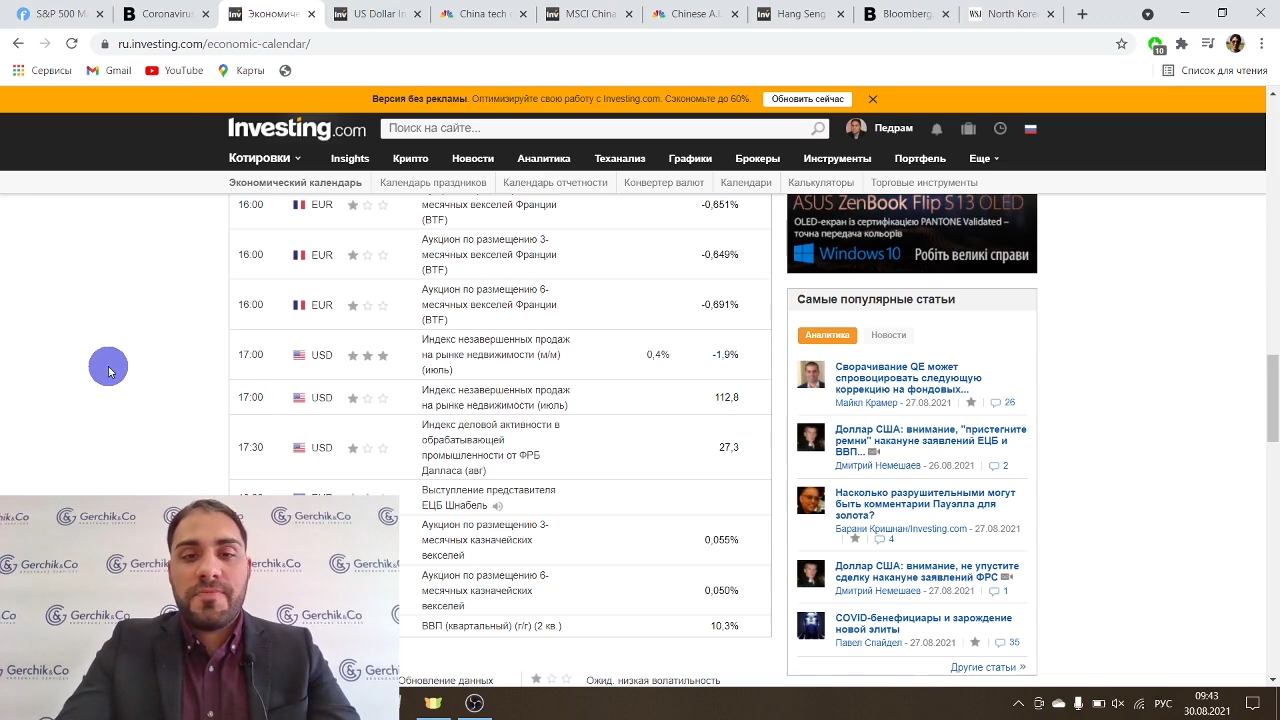 S&P 500 M
Coronaviru
Экономиче
US Dollar I
China tech
MSCI China
Chinese A.I.
Hang Seng
Bloomberg
North Kore
ru.investing.com/economic-calendar/
10
Сервисы
Gmail
YouTube
Карты
Список для чтения
Версия без рекламы. Оптимизируйте свою работу с Investing.com. Сэкономьте до 60%.
Обновить сейчас
Investing.com
Поиск на сайте...
Педрам
Котировки
Insights
Крипто
Новости
Аналитика
Теханализ
Графики
Брокеры
Инструменты
Портфель
Еще
Экономический календарь
Календарь праздников
Календарь отчетности
Конвертер валют
Календари
Калькуляторы
Торговые инструменты
16:00 EUR
месячных векселей Франции
(BTF)
-0,651%
16:00 EUR
Аукцион по размещению 3-
месячных векселей Франции
(BTF)
-0,649%
16:00 EUR
Аукцион по размещению 6-
месячных векселей Франции
(BTF)
-0,691%
17:00 USD
Индекс незавершенных продаж
на рынке недвижимости (м/м)
(июль)
0,4% -1,9%
17:00 USD
Индекс незавершенных продаж
на рынке недвижимости (июль)
112,8
17:30 USD
Индекс деловой активности в
обрабатывающей
промышленности от ФРБ
Далласа (авг)
27,3
Выступление представителя
ЕЦБ Шнабель
Аукцион по размещению 3-
месячных казначейских
векселей
0,055%
Аукцион по размещению 6-
месячных казначейских
векселей
0,050%
ВВП (квартальный) (г/г) (2 кв.) 10,3%
Обновление данных
Ожид. низкая волатильность
ASUS ZenBook Flip S 13 OLED
OLED-екран із сертифікацією PANTONE Validated –
точна передача кольорів
Windows 10
Робіть великі справи
Самые популярные статьи
Аналитика
Новости
Сворачивание QE может
спровоцировать следующую
коррекцию на фондовых...
Майкл Крамер - 27.08.2021 26
Доллар США: внимание, "пристегните
ремни" накануне заявлений ЕЦБ и
ВВП...
Дмитрий Немешаев - 26.08.2021 2
Насколько разрушительными могут
быть комментарии Пауэлла для
золота?
Барани Кришнан/Investing.com - 27.08.2021
4
Доллар США: внимание, не упустите
сделку накануне заявлений ФРС
Дмитрий Немешаев - 27.08.2021 1
COVID-бенефициары и зарождение
новой элиты
Павел Спайдел - 27.08.2021 35
Другие статьи »
Gerchik&Co
Gerchik&Co
РУС
09:43
30.08.2021